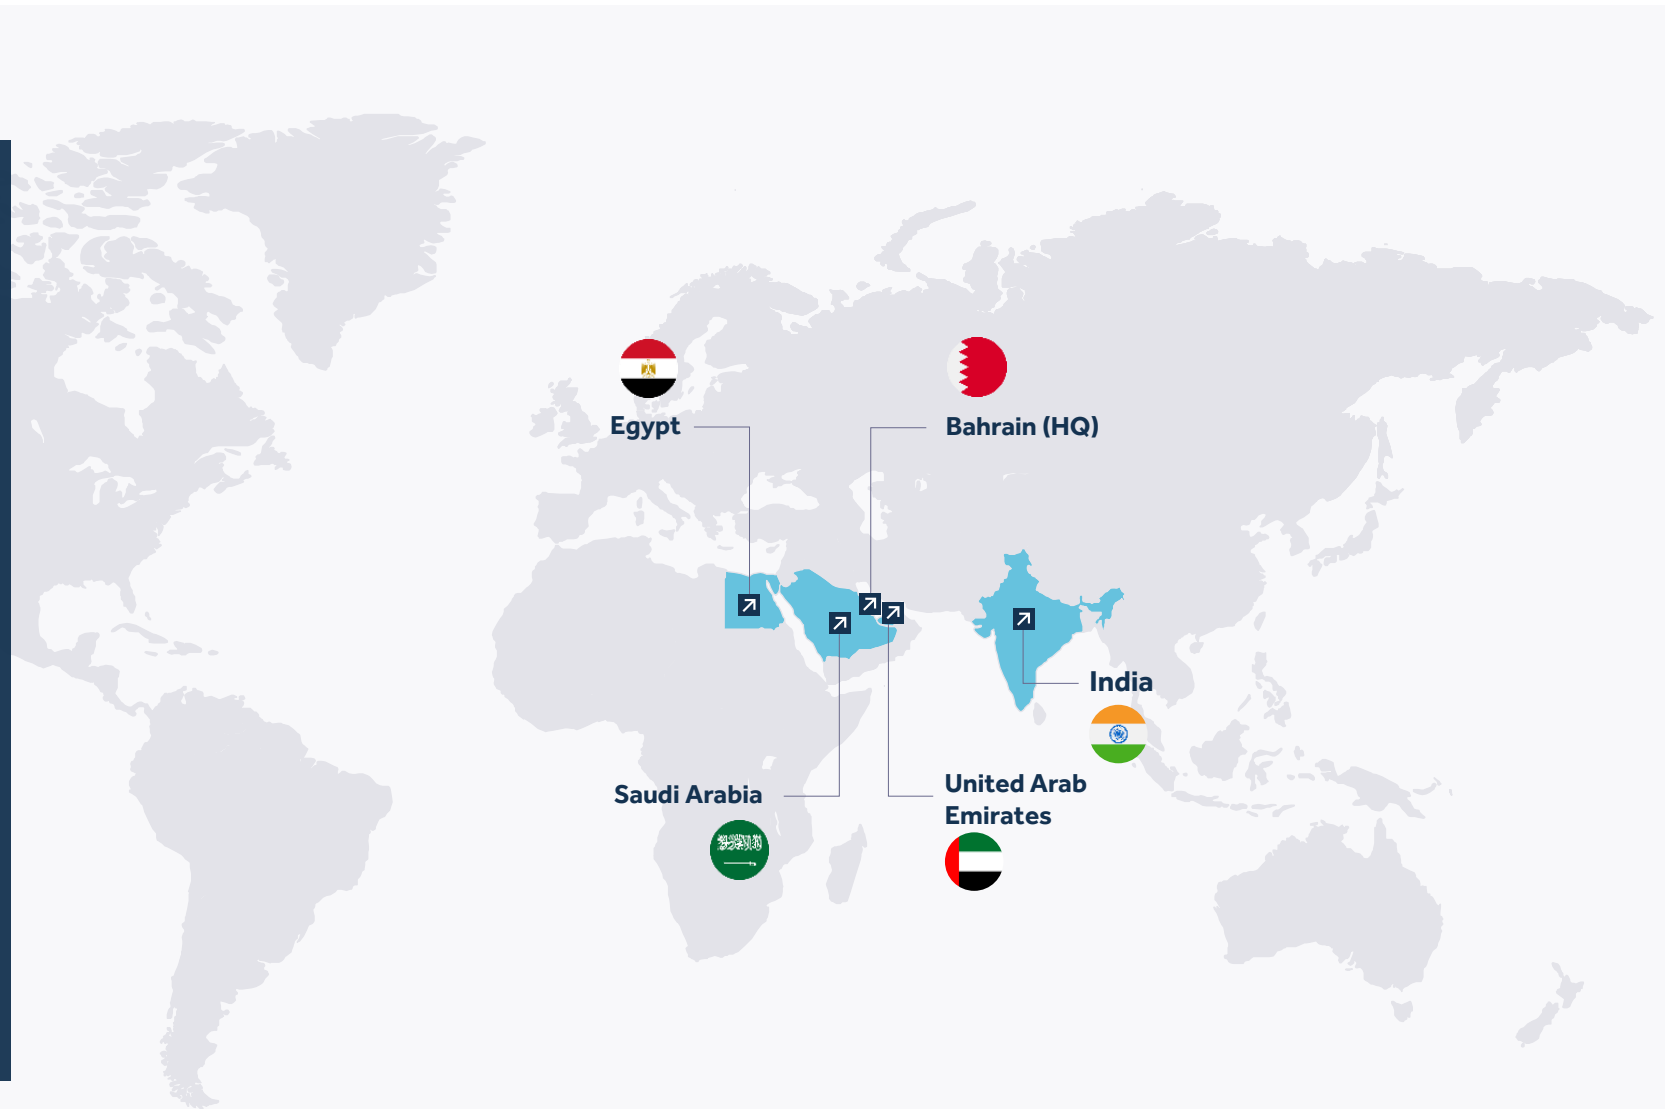 Egypt
Bahrain (HQ)
India
Saudi Arabia
United Arab
Emirates